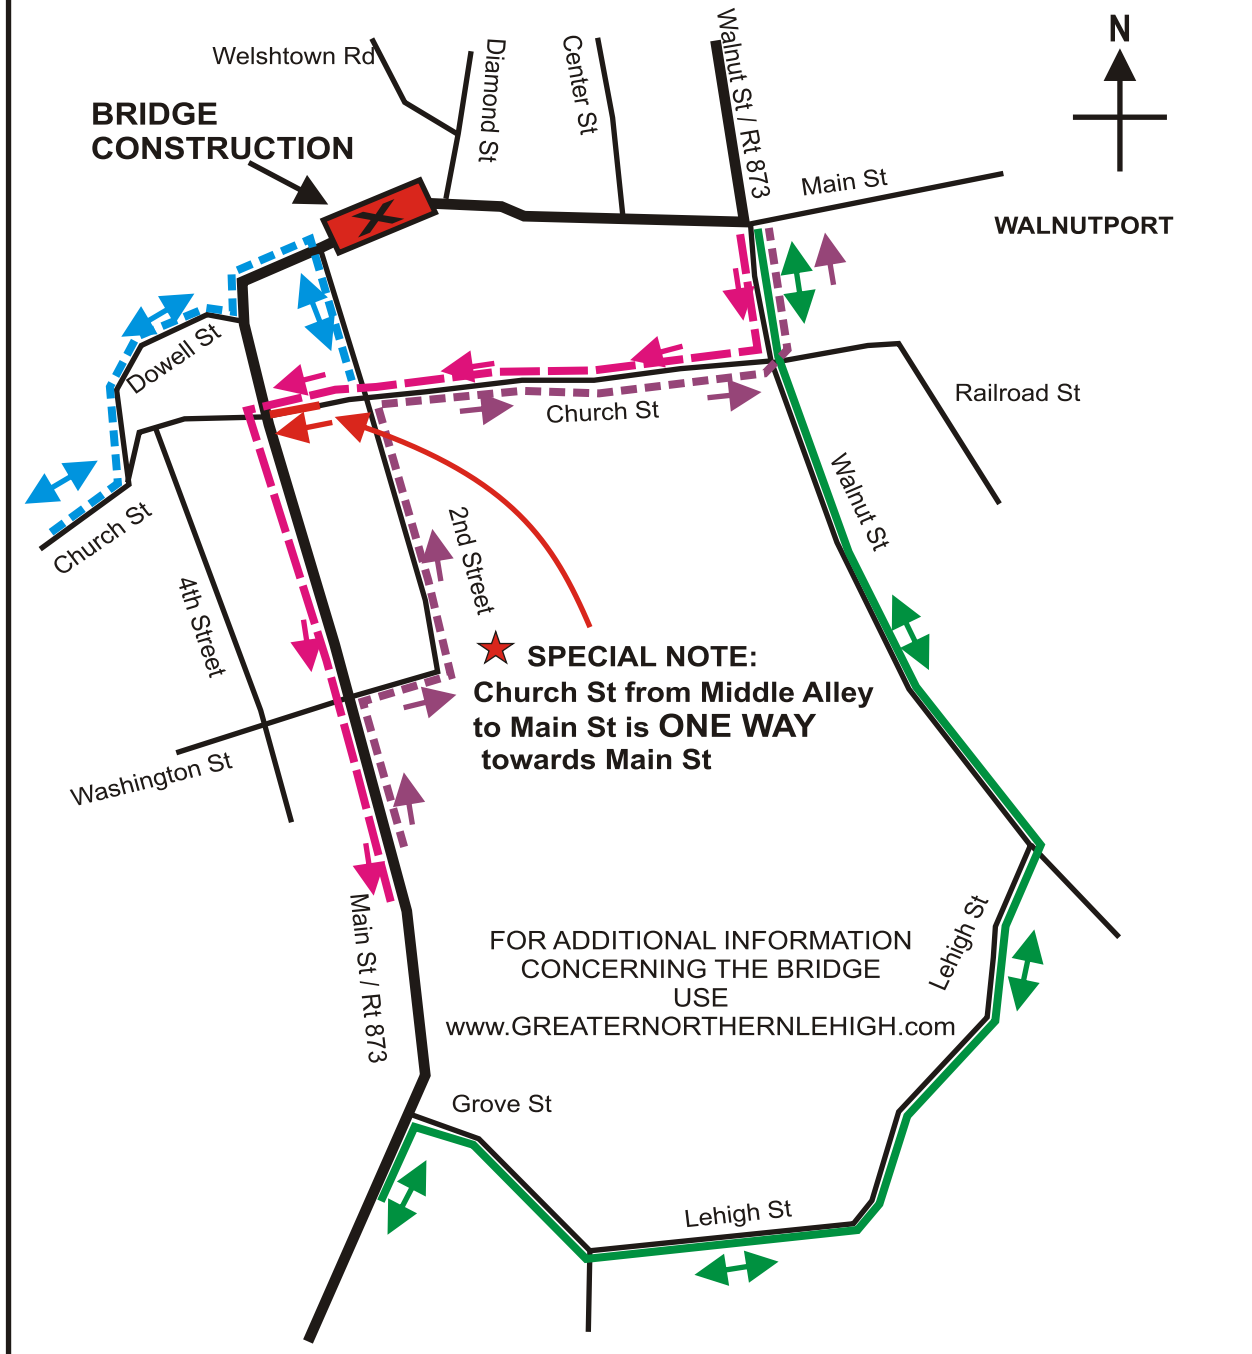 N
Welshtown Rd
Diamond St
Center St
Walnut St / Rt 873
BRIDGE
CONSTRUCTION
X
Main St
WALNUTPORT
Dowell St
Church St
Railroad St
Church St
2nd Street
Walnut St
4th Street
SPECIAL NOTE:
Church St from Middle Alley
to Main St is ONE WAY
towards Main St
Washington St
Main St / Rt 873
FOR ADDITIONAL INFORMATION
CONCERNING THE BRIDGE
USE
www.GREATERNORTHERNLEHIGH.com
Lehigh St
Grove St
Lehigh St